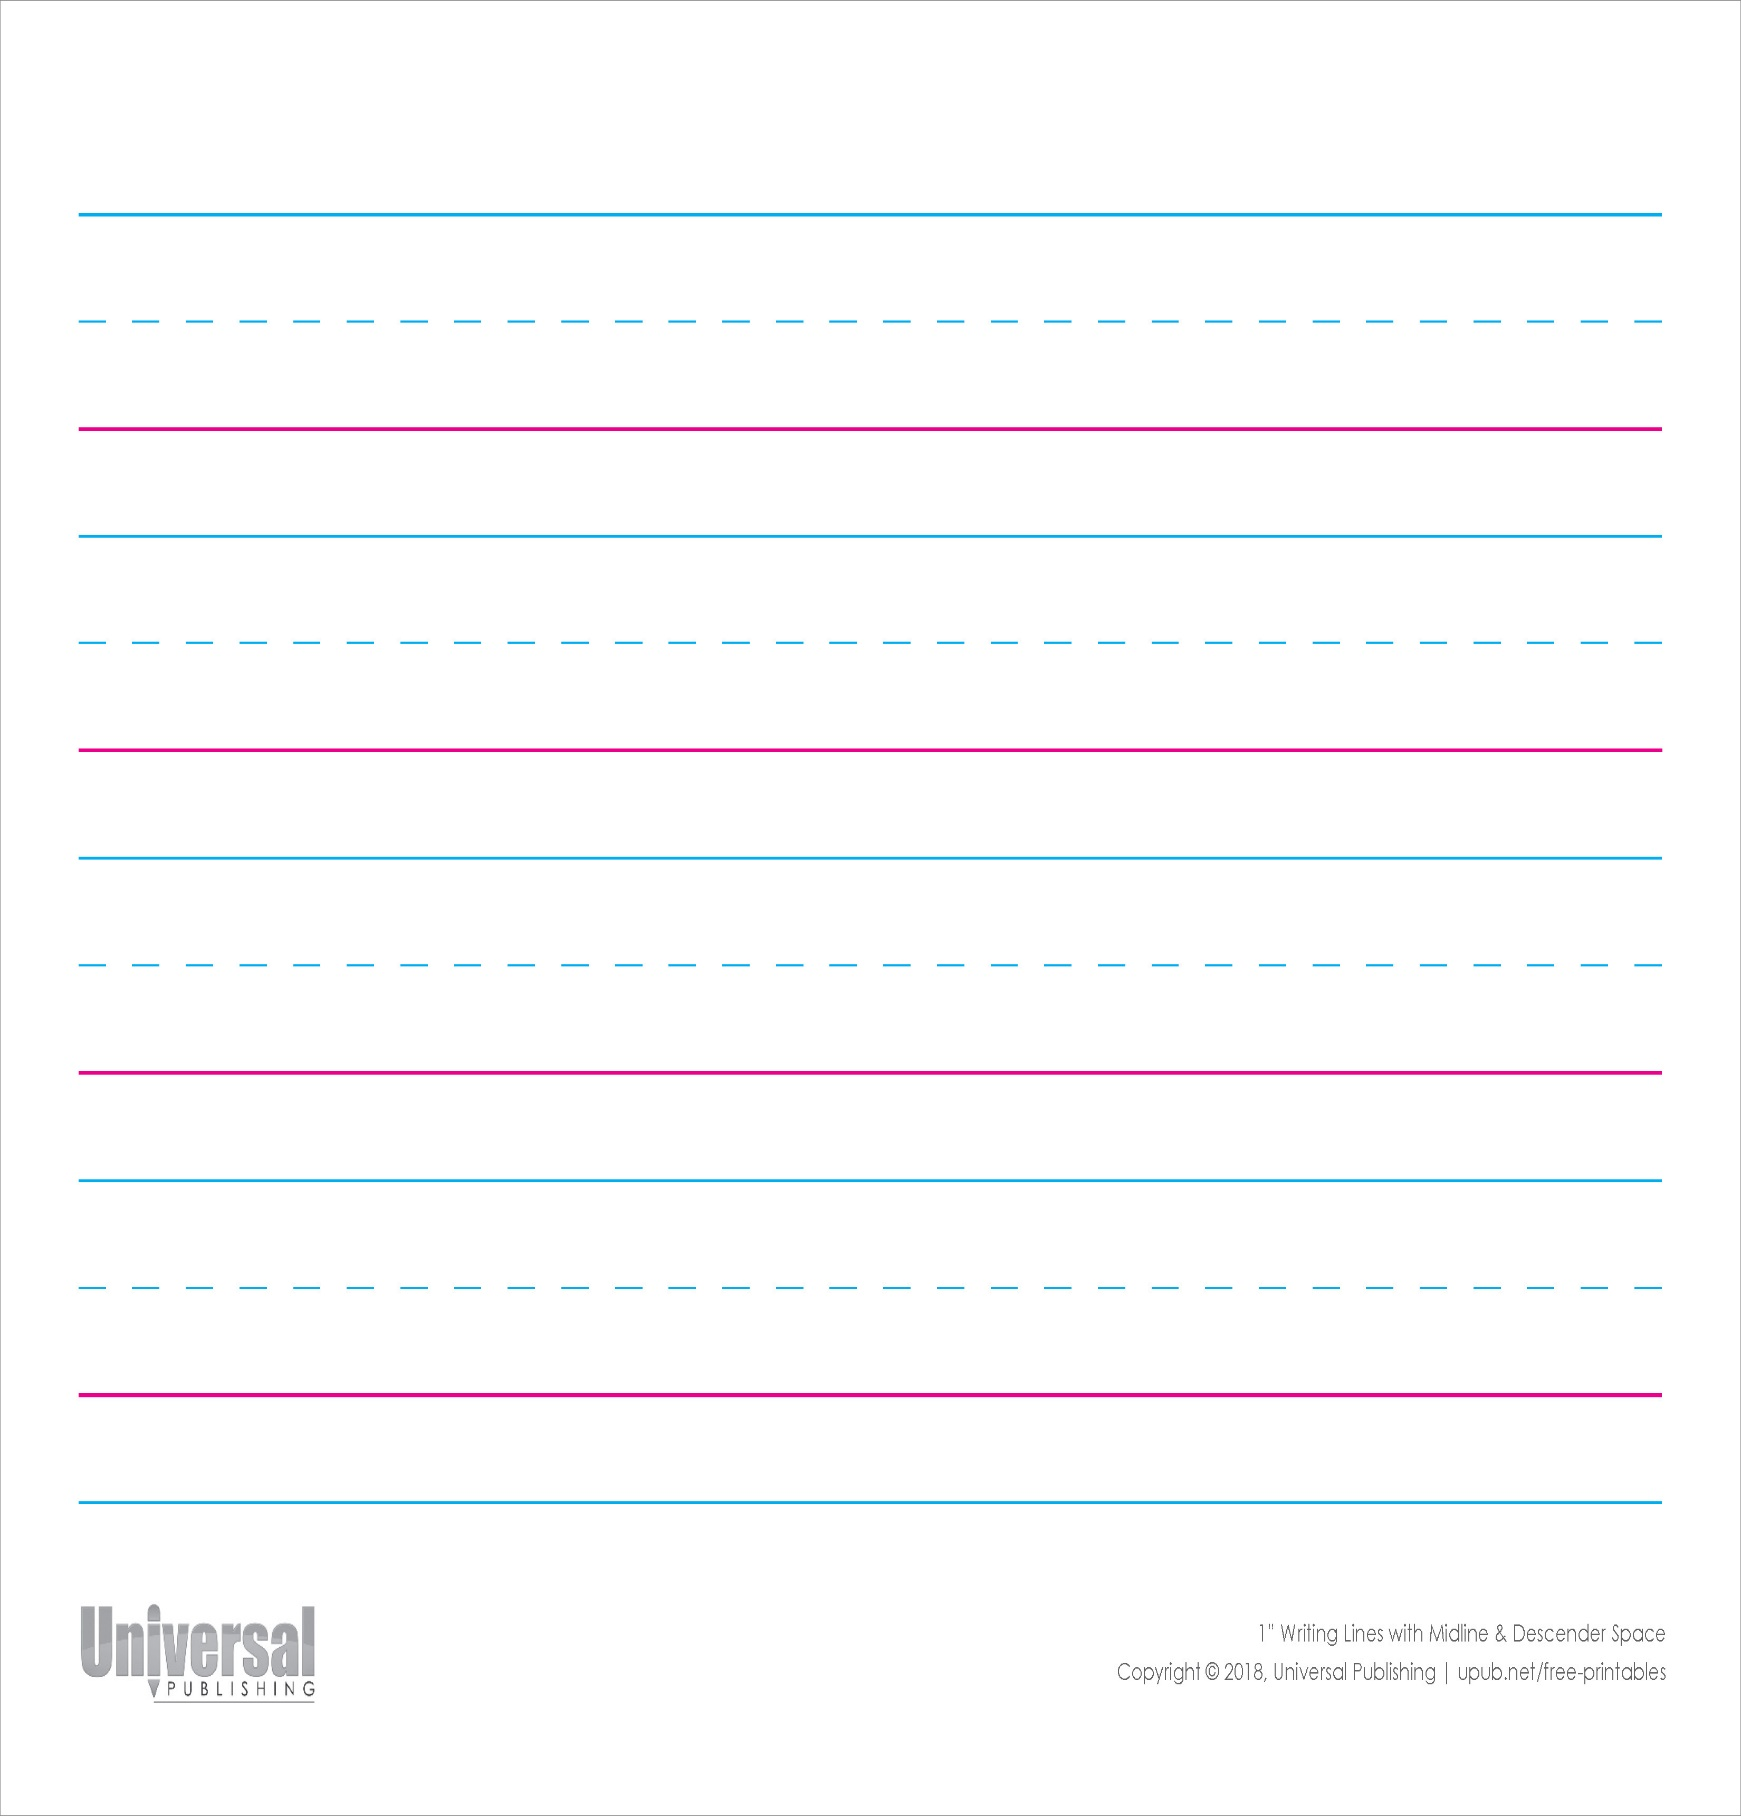 Universal
PUBLISHING
1" Writing Lines with Midline & Descender Space
Copyright © 2018, Universal Publishing | upub.net/free-printables